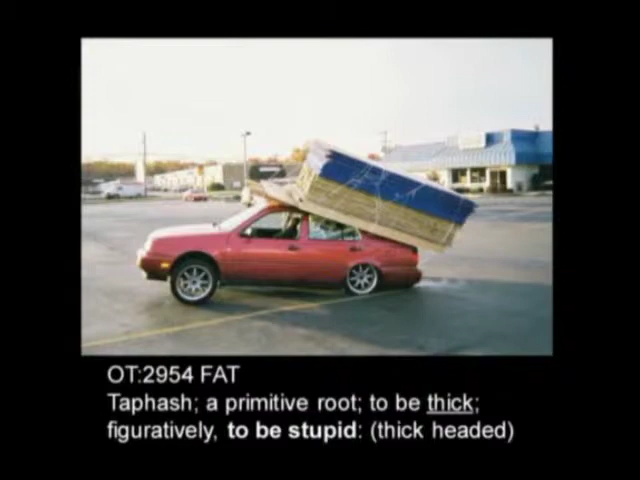 OT:2954 FAT
Taphash; a primitive root; to be thick;
figuratively, to be stupid: (thick headed)